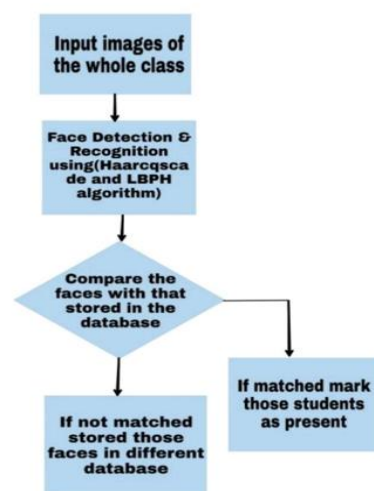 Input images of
the whole class
Face Detection &
Recognition
using(Haarcqsca
de and LBPH
algorithm)
Compare the
faces with that
stored in the
database
If matched mark
those students
as present
If not matched
stored those
faces in different
database